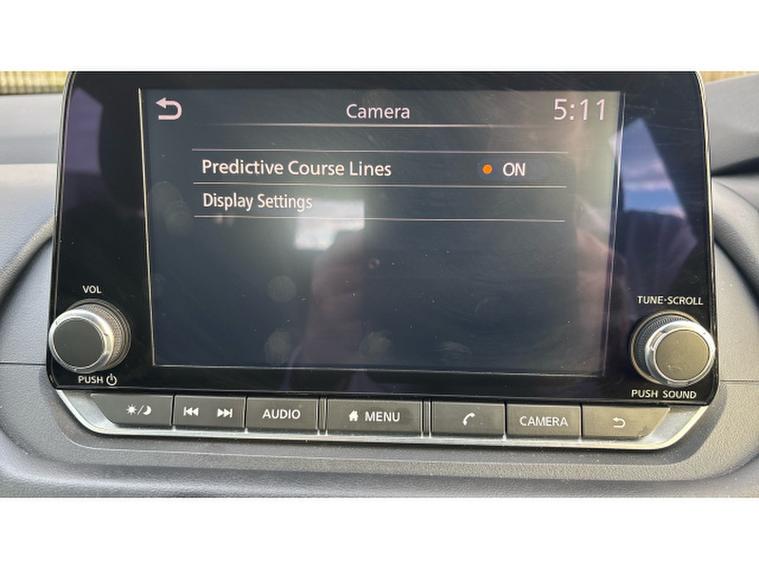 Camera 5:11
Predictive Course Lines ON
Display Settings
VOL
TUNE·SCROLL
PUSH
PUSH SOUND
AUDIO
MENU
CAMERA